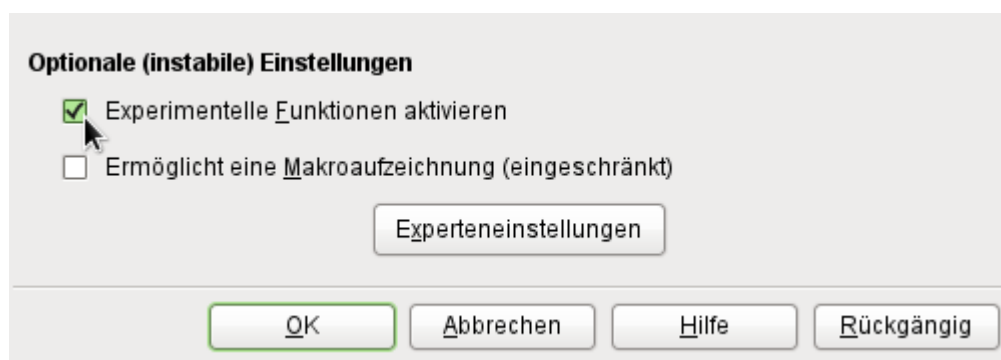 Optionale (instabile) Einstellungen
Experimentelle Funktionen aktivieren
Ermöglicht eine Makroaufzeichnung (eingeschränkt)
Experteneinstellungen
OK Abbrechen Hilfe Rückgängig